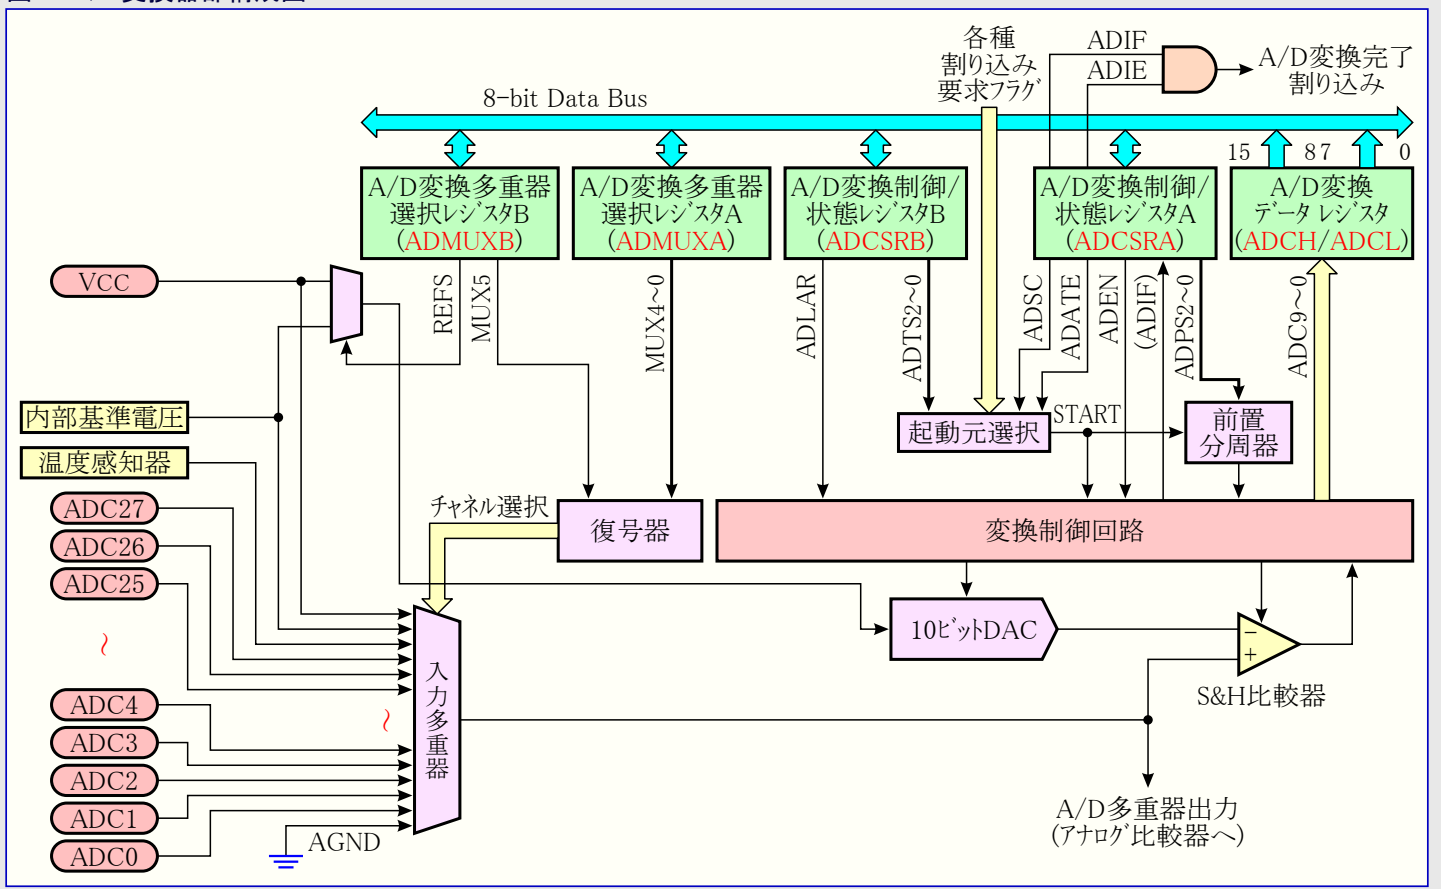 各種
割り込み
要求フラグ
ADIF
ADIE
A/D変換完了
割り込み
8-bit Data Bus
15
8
7
0
A/D変換多重器
選択レジスタB
(ADMUXB)
A/D変換多重器
選択レジスタA
(ADMUXA)
A/D変換制御/
状態レジスタB
(ADCSRB)
A/D変換制御/
状態レジスタA
(ADCSRA)
A/D変換
データ レジスタ
(ADCH/ADCL)
VCC
REFS
MUX5
MUX4~0
ADLAR
ADTS2~0
ADSC
ADATE
ADEN
(ADIF)
ADPS2~0
ADC9~0
内部基準電圧
温度感知器
起動元選択
START
前置
分周器
チャネル選択
復号器
変換制御回路
ADC27
ADC26
ADC25
~
ADC4
ADC3
ADC2
ADC1
ADC0
~
入力多重器
AGND
10ビットDAC
−
+
S&H比較器
A/D多重器出力
(アナログ比較器へ)